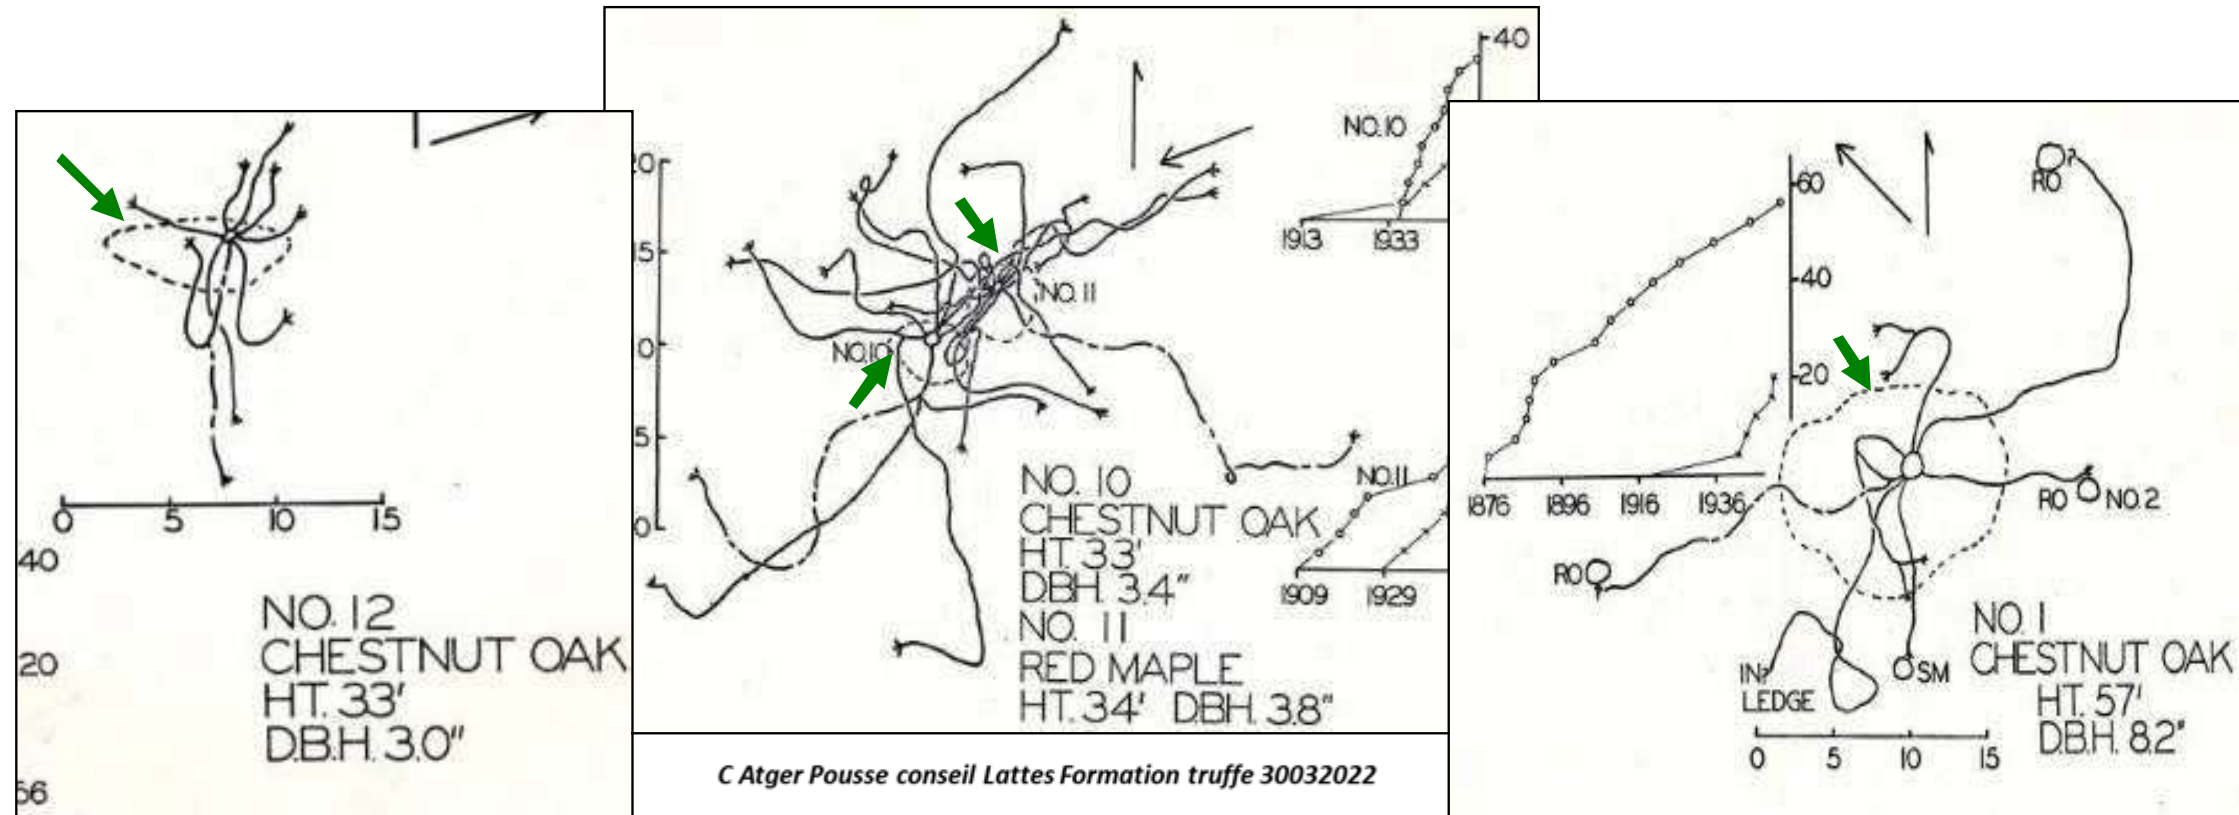 0 5 10 15
40
20
66
NO. 12
CHESTNUT OAK
HT. 33'
D.B.H. 3.0"
15
5
NO. 10
NO. 11
40
NO. 10
1913 1933
NO. 11
1909 1929
NO. 10
CHESTNUT OAK
HT. 33'
DBH. 3.4"
NO. 11
RED MAPLE
HT. 34' DBH. 3.8"
C Atger Pousse conseil Lattes Formation truffe 30032022
60
40
20
1876 1896 1916 1936
RO ?
RO NO. 2
RO
IN?
LEDGE
SM
NO. 1
CHESTNUT OAK
HT. 57'
D.B.H. 8.2"
0 5 10 15